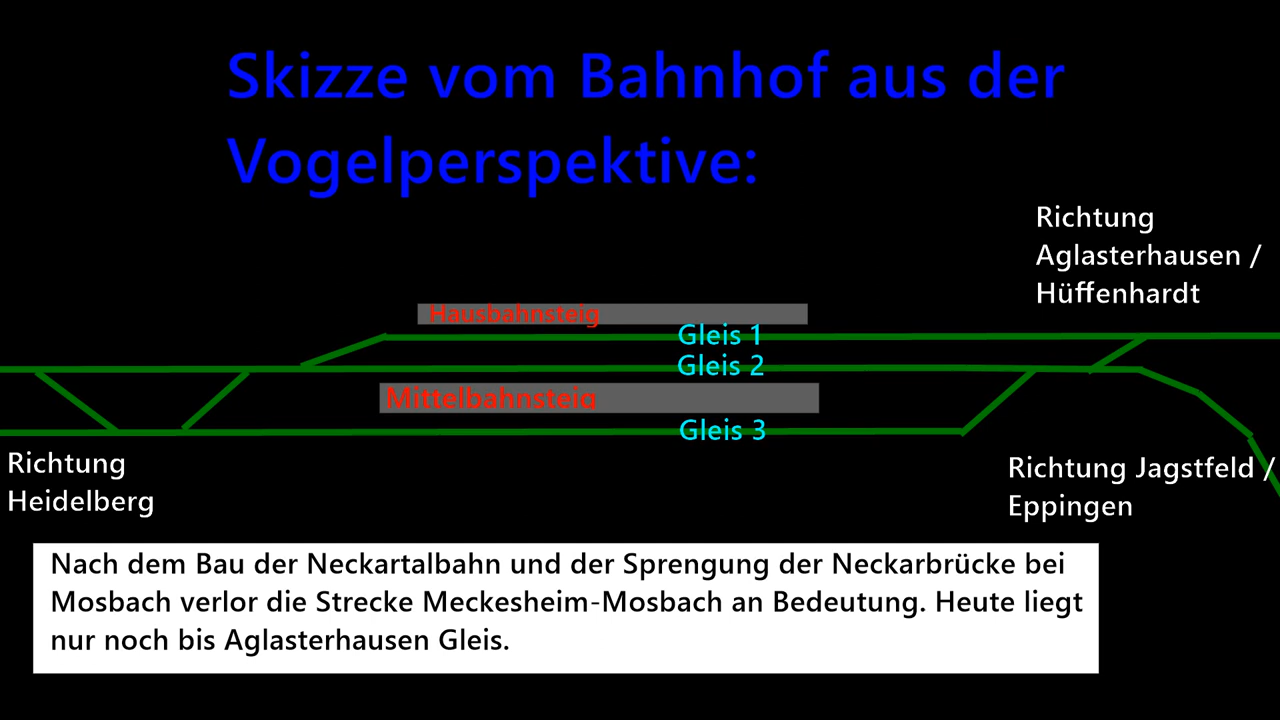 Skizze vom Bahnhof aus der
Vogelperspektive:
Richtung
Aglasterhausen /
Hüffenhardt
Hausbahnsteig
Gleis 1
Gleis 2
Mittelbahnsteig
Gleis 3
Richtung
Heidelberg
Richtung Jagstfeld /
Eppingen
Nach dem Bau der Neckartalbahn und der Sprengung der Neckarbrücke bei
Mosbach verlor die Strecke Meckesheim-Mosbach an Bedeutung. Heute liegt
nur noch bis Aglasterhausen Gleis.